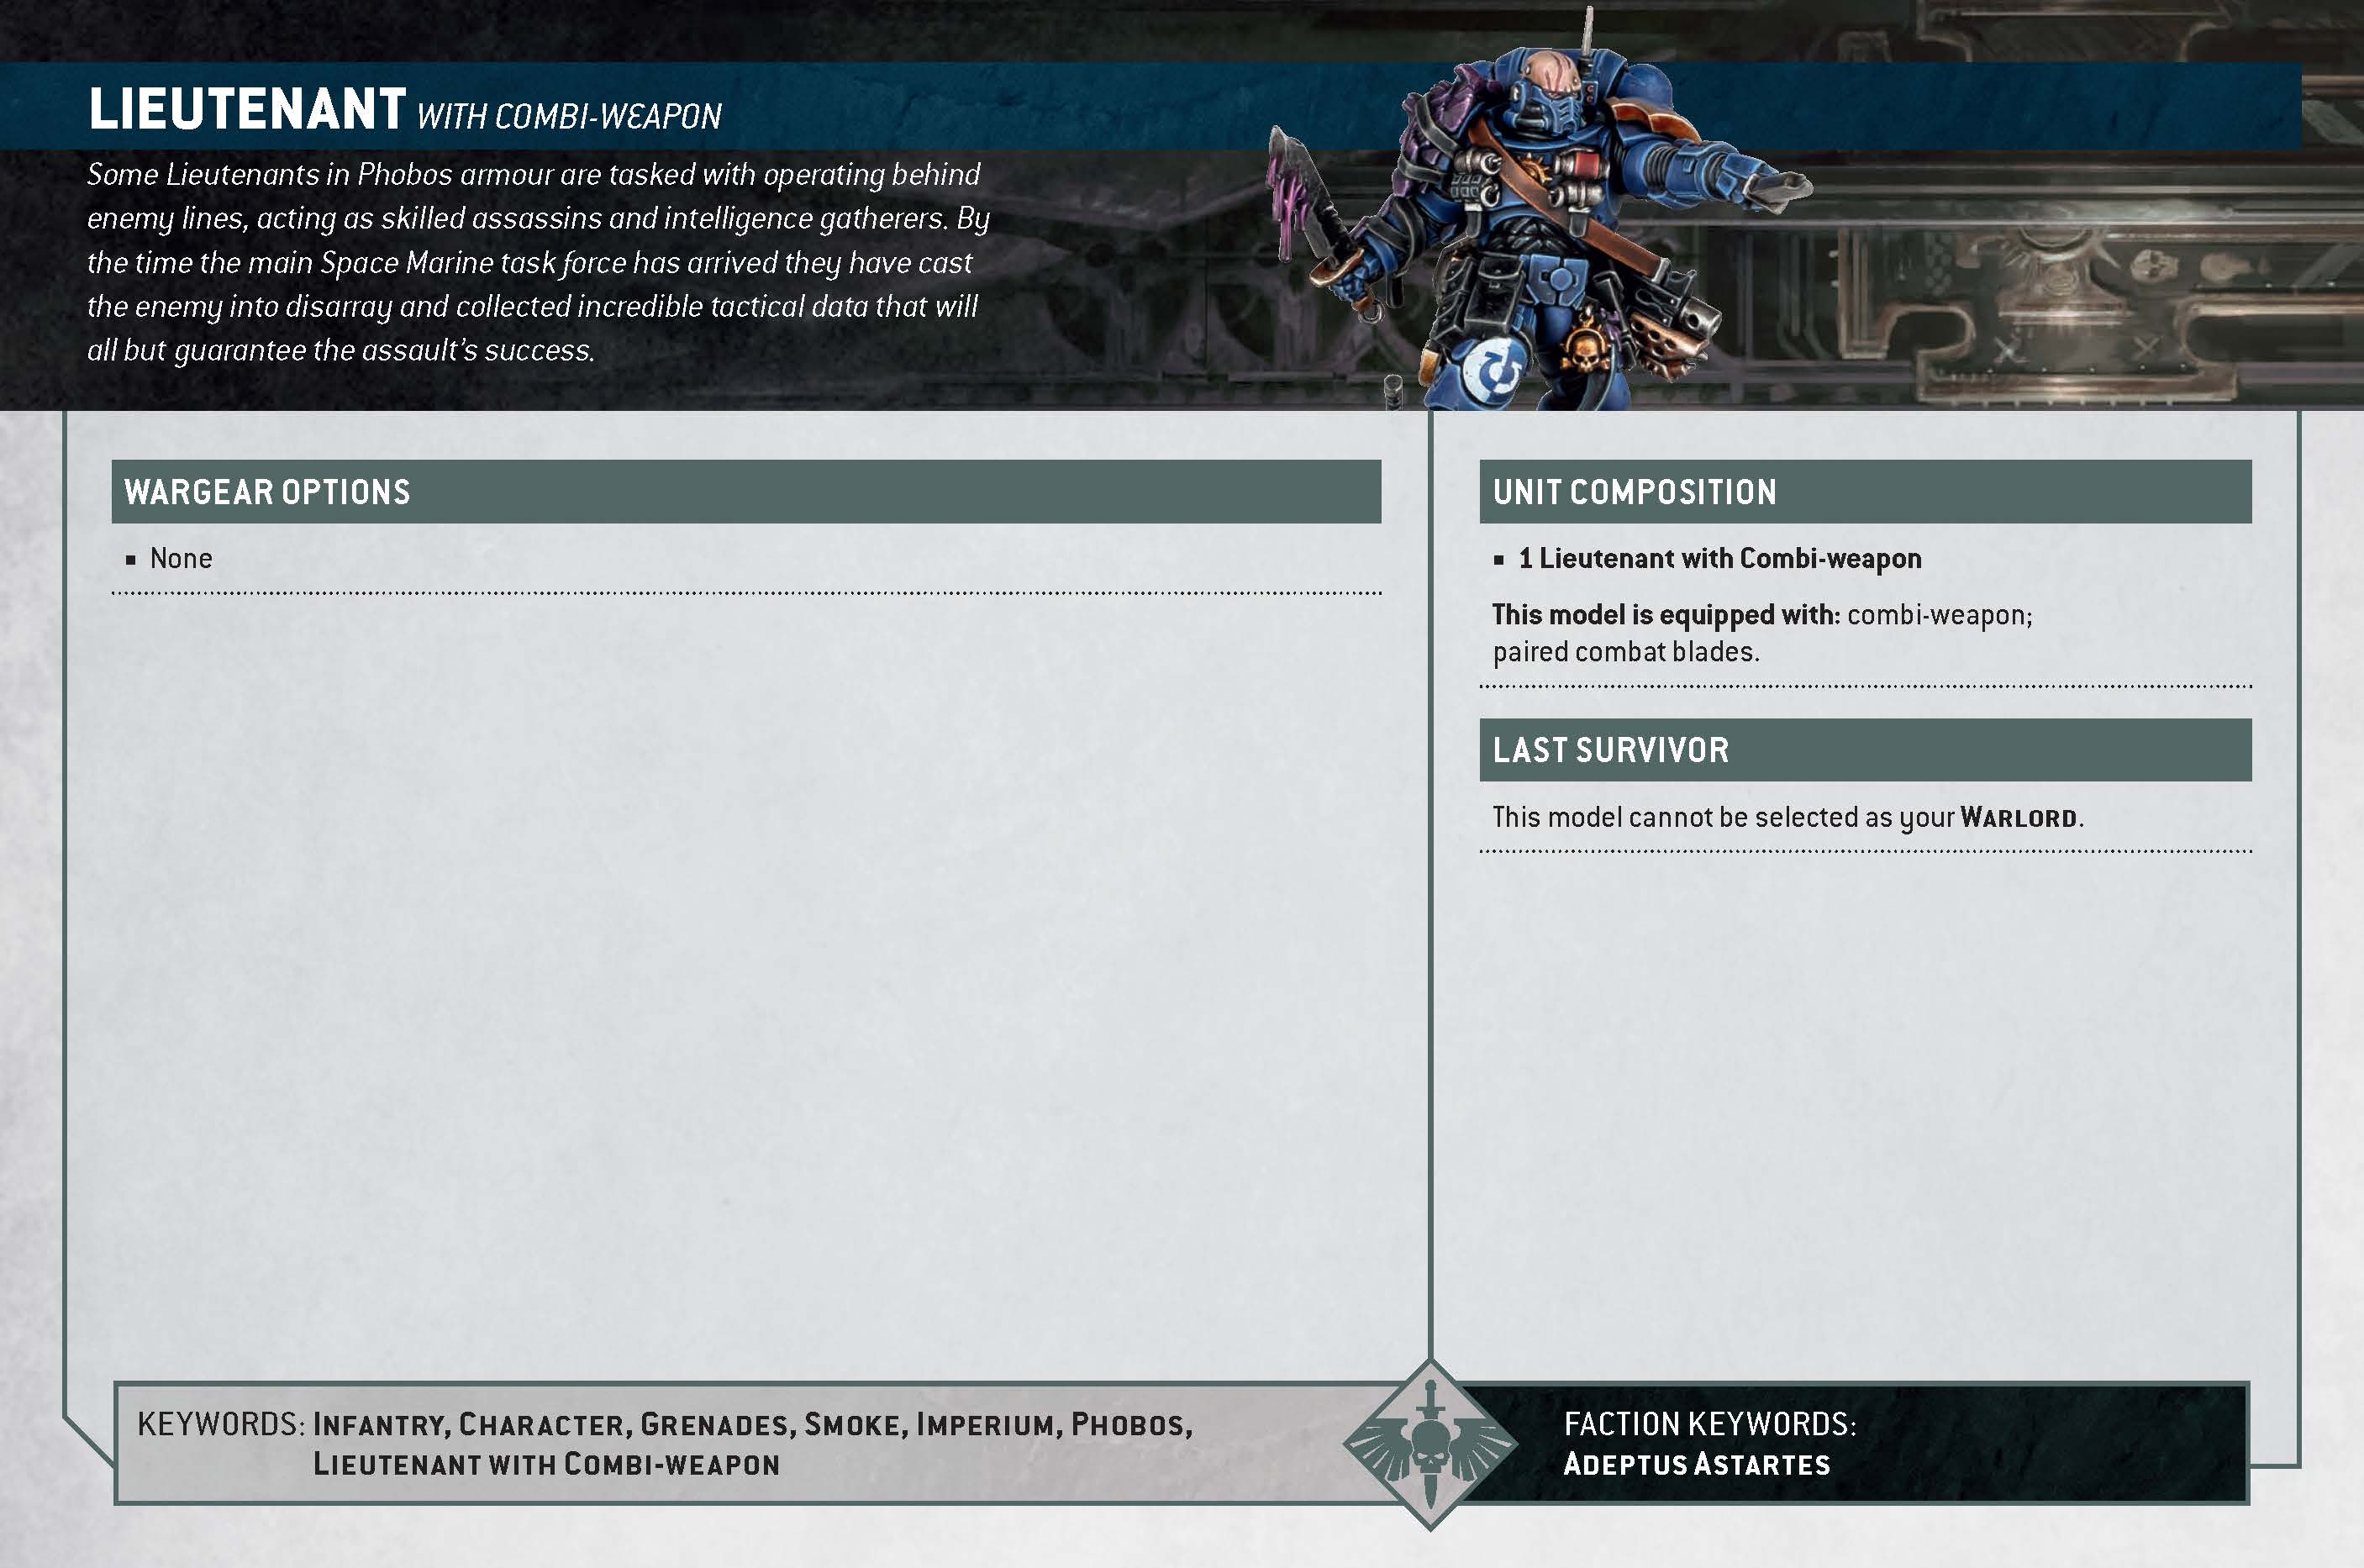 LIEUTENANT WITH COMBI-WEAPON
Some Lieutenants in Phobos armour are tasked with operating behind
enemy lines, acting as skilled assassins and intelligence gatherers. By
the time the main Space Marine task force has arrived they have cast
the enemy into disarray and collected incredible tactical data that will
all but guarantee the assault’s success.
WARGEAR OPTIONS
▪ None
UNIT COMPOSITION
▪ 1 Lieutenant with Combi-weapon
This model is equipped with: combi-weapon;
paired combat blades.
LAST SURVIVOR
This model cannot be selected as your WARLORD.
KEYWORDS: INFANTRY, CHARACTER, GRENADES, SMOKE, IMPERIUM, PHOBOS,
LIEUTENANT WITH COMBI-WEAPON
FACTION KEYWORDS:
ADEPTUS ASTARTES